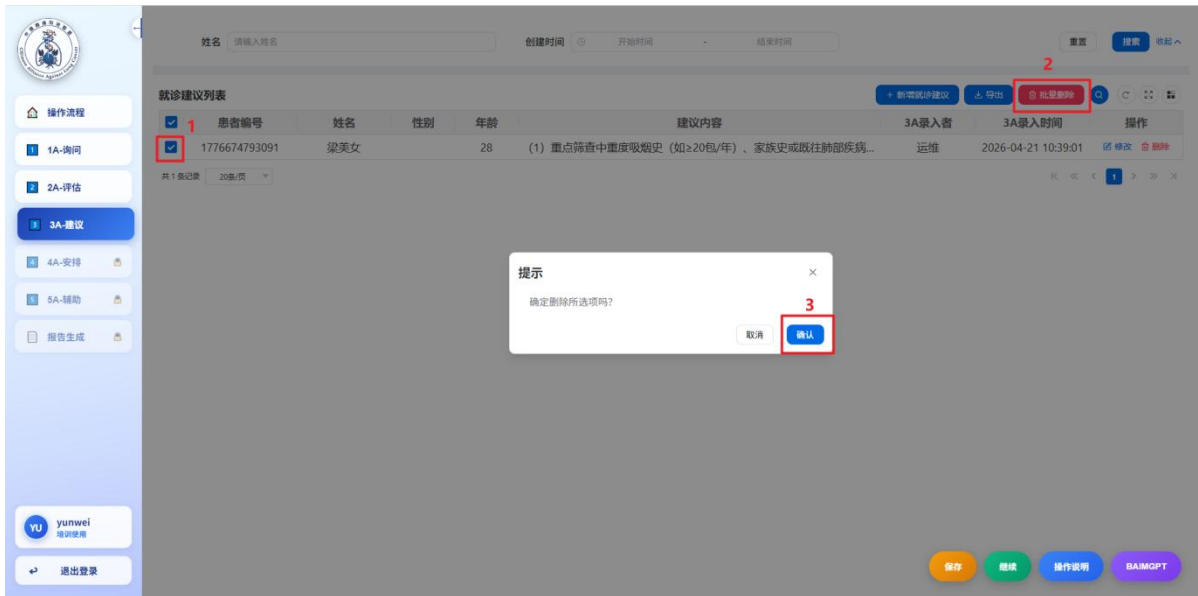 姓名 请输入姓名 创建时间 开始时间 - 结束时间 重置 搜索 收起
2
就诊建议列表 + 新增就诊建议 导出 批量删除
1
患者编号 姓名 性别 年龄 建议内容 3A录入者 3A录入时间 操作
1776674793091 梁美女 28 (1) 重点筛查中重度吸烟史 (如≥20包/年) 、家族史或既往肺部疾病... 运维 2026-04-21 10:39:01 修改 删除
共 1 条记录 20条/页 1
操作流程
1 1A-询问
2 2A-评估
3 3A-建议
4 4A-安排
5 5A-辅助
报告生成
提示
确定删除所选项吗?
3
取消 确认
YU yunwei
培训使用
退出登录
保存 继续 操作说明 BAIMGPT